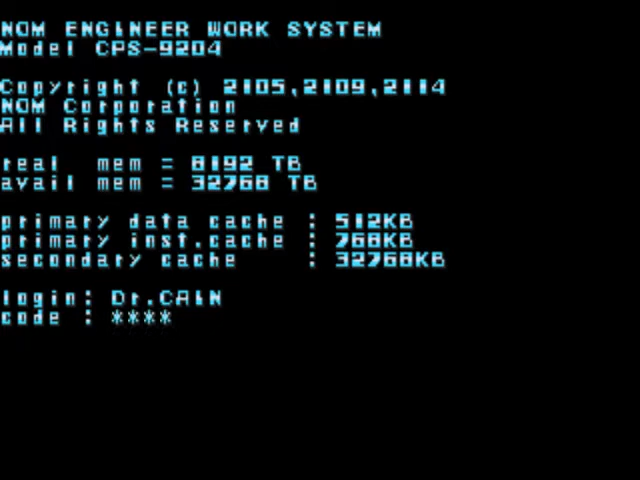 NOM ENGINEER WORK SYSTEM
Model CPS-9204
Copyright (c) 2105,2109,2114
NOM Corporation
All Rights Reserved
real  mem = 8192 TB
avail mem = 32768 TB
primary data cache : 512KB
primary inst.cache : 768KB
secondary cache    : 32768KB
login: Dr.CAIN
code : ****